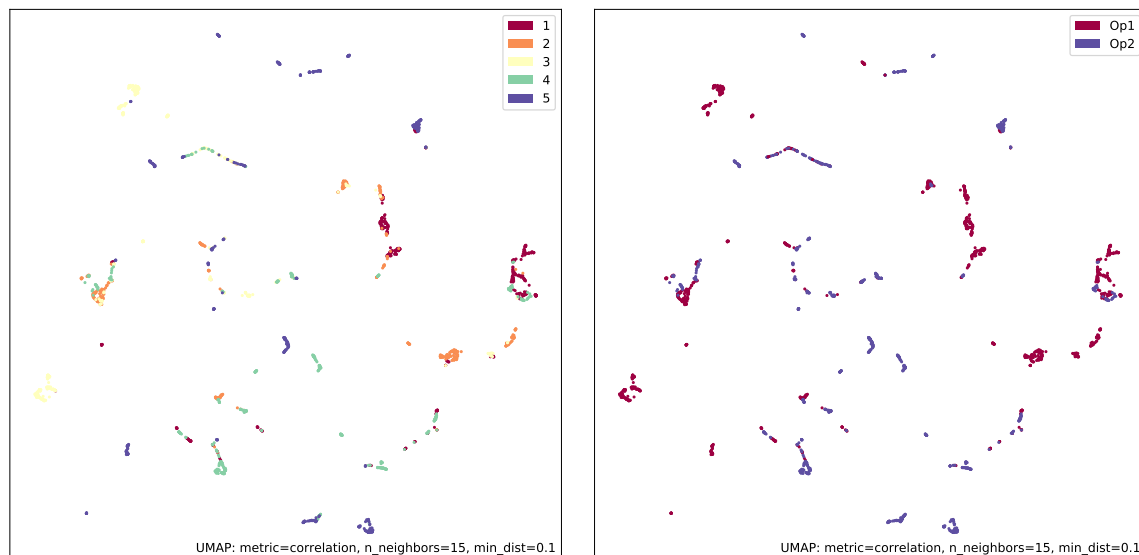 1
2
3
4
5
UMAP: metric=correlation, n_neighbors=15, min_dist=0.1
Op1
Op2
UMAP: metric=correlation, n_neighbors=15, min_dist=0.1